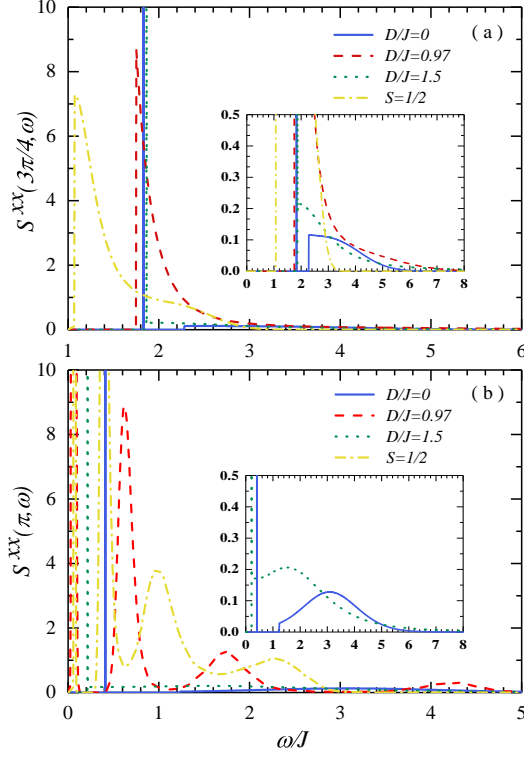 ( a )
D/J=0
D/J=0.97
D/J=1.5
S=1/2
S^{xx}(3π/4,ω)
10
8
6
4
2
0
0.5
0.4
0.3
0.2
0.1
0.0
0 1 2 3 4 5 6 7 8
1 2 3 4 5 6
( b )
D/J=0
D/J=0.97
D/J=1.5
S=1/2
S^{xx}(π,ω)
10
8
6
4
2
0
0.5
0.4
0.3
0.2
0.1
0.0
0 1 2 3 4 5 6 7 8
0 1 2 3 4 5
ω/J